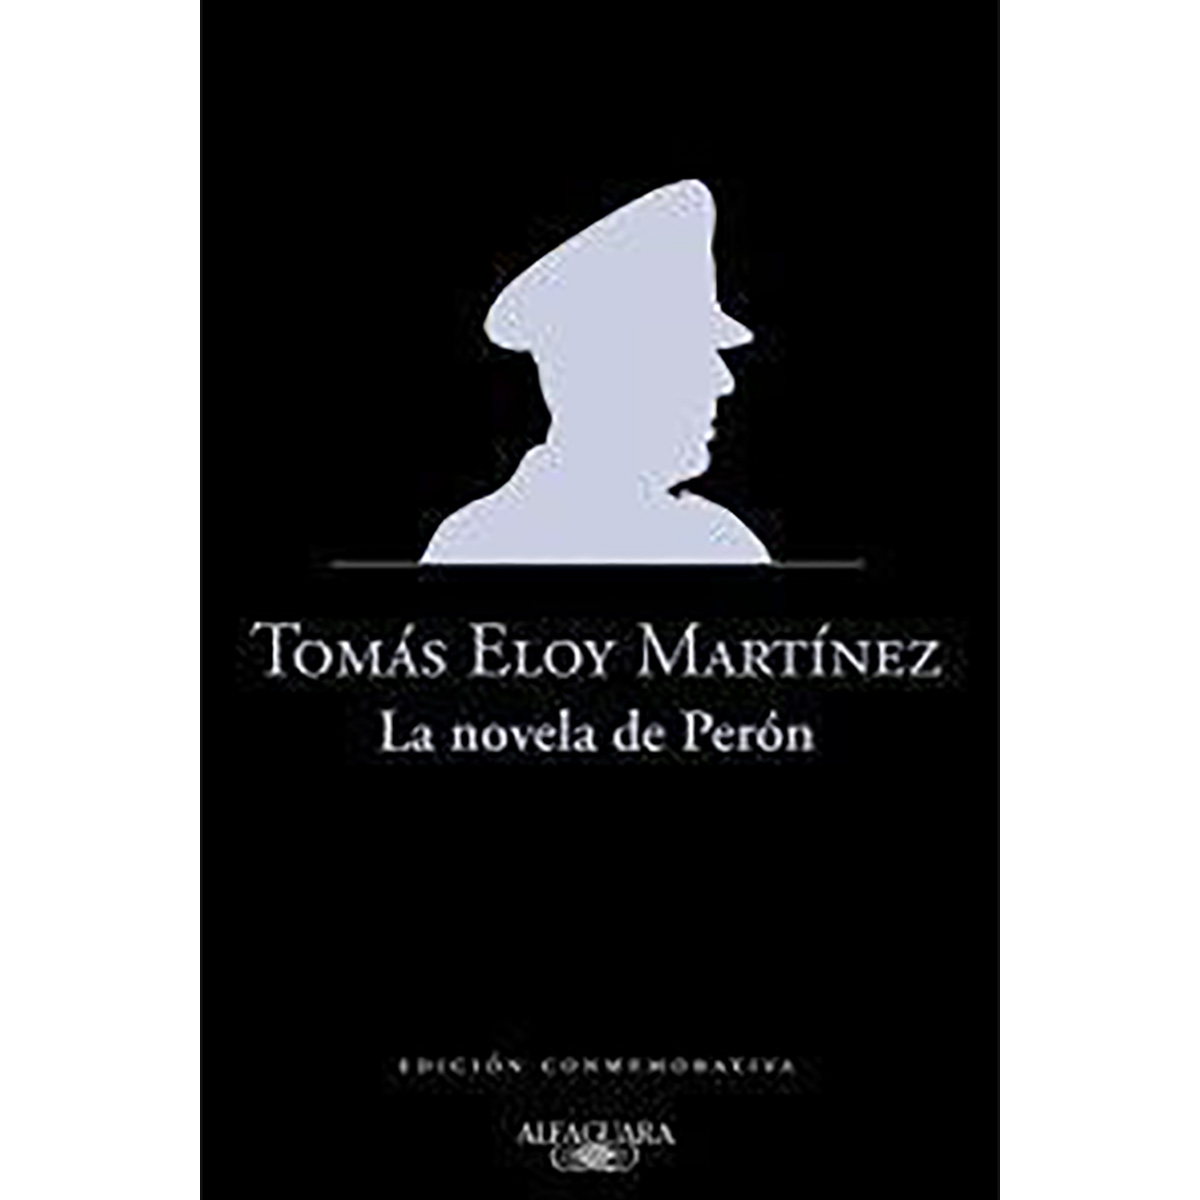 TOMÁS ELOY MARTÍNEZ
La novela de Perón
EDICIÓN CONMEMORATIVA
ALFAGUARA